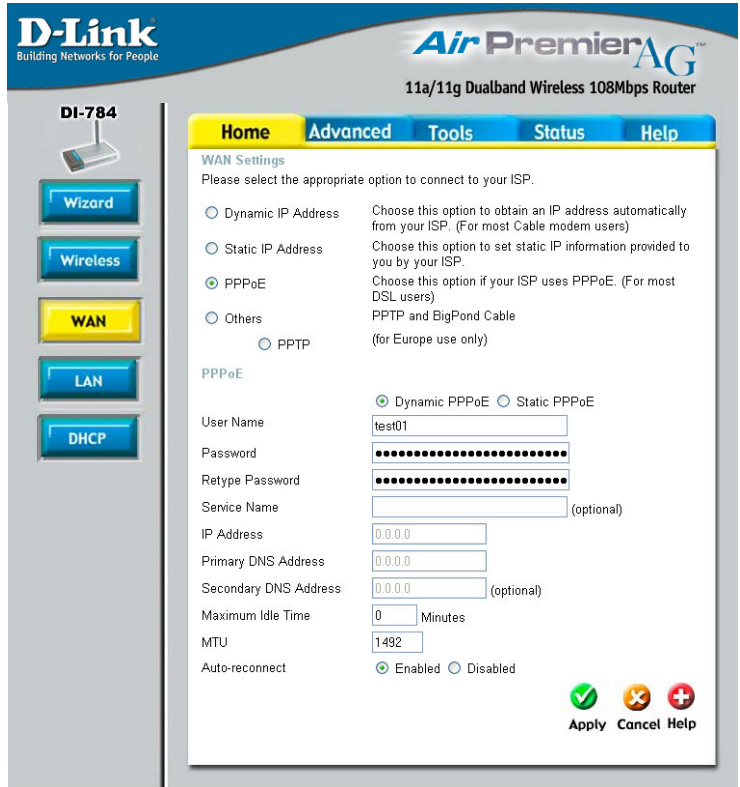 D-Link
Building Networks for People
Air Premier AG™
11a/11g Dualband Wireless 108Mbps Router
DI-784
Home Advanced Tools Status Help
Wizard
Wireless
WAN
LAN
DHCP
WAN Settings
Please select the appropriate option to connect to your ISP.
Dynamic IP Address Choose this option to obtain an IP address automatically
from your ISP. (For most Cable modem users)
Static IP Address Choose this option to set static IP information provided to
you by your ISP.
PPPoE Choose this option if your ISP uses PPPoE. (For most
DSL users)
Others PPTP and BigPond Cable
PPTP (for Europe use only)
PPPoE
Dynamic PPPoE Static PPPoE
User Name test01
Password ●●●●●●●●●●●●●●●●●●●●●●●●●
Retype Password ●●●●●●●●●●●●●●●●●●●●●●●●●
Service Name (optional)
IP Address 0.0.0.0
Primary DNS Address 0.0.0.0
Secondary DNS Address 0.0.0.0 (optional)
Maximum Idle Time 0 Minutes
MTU 1492
Auto-reconnect Enabled Disabled
Apply Cancel Help